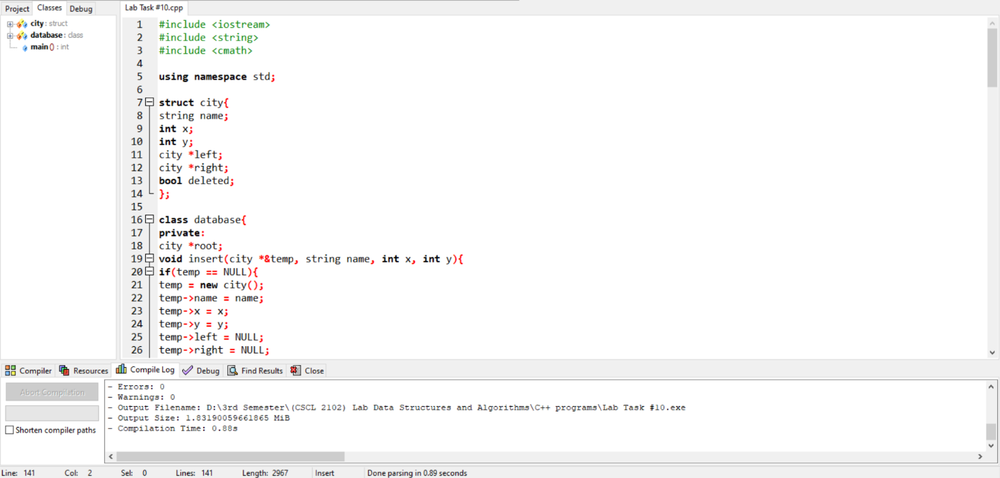 Project Classes Debug
Lab Task #10.cpp
city : struct
database : class
main () : int
1 #include <iostream>
2 #include <string>
3 #include <cmath>
4
5 using namespace std;
6
7 struct city{
8 string name;
9 int x;
10 int y;
11 city *left;
12 city *right;
13 bool deleted;
14 };
15
16 class database{
17 private:
18 city *root;
19 void insert(city *&temp, string name, int x, int y){
20 if(temp == NULL){
21 temp = new city();
22 temp->name = name;
23 temp->x = x;
24 temp->y = y;
25 temp->left = NULL;
26 temp->right = NULL;
Compiler Resources Compile Log Debug Find Results Close
Abort Compilation
Shorten compiler paths
- Errors: 0
- Warnings: 0
- Output Filename: D:\3rd Semester\(CSCL 2102) Lab Data Structures and Algorithms\C++ programs\Lab Task #10.exe
- Output Size: 1.83190059661865 MiB
- Compilation Time: 0.88s
Line: 141 Col: 2 Sel: 0 Lines: 141 Length: 2967 Insert Done parsing in 0.89 seconds